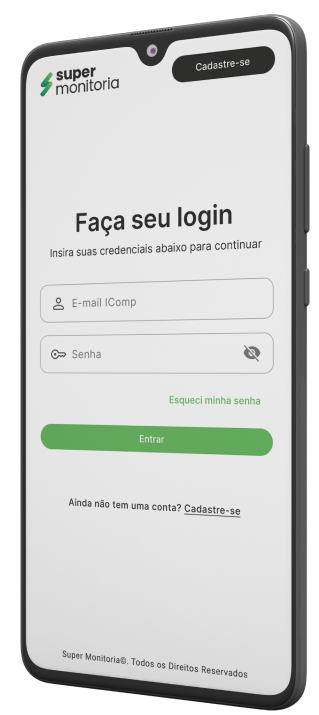 super
monitoria
Cadastre-se
Faça seu login
Insira suas credenciais abaixo para continuar
E-mail IComp
Senha
Esqueci minha senha
Entrar
Ainda não tem uma conta? Cadastre-se
Super Monitoria©. Todos os Direitos Reservados